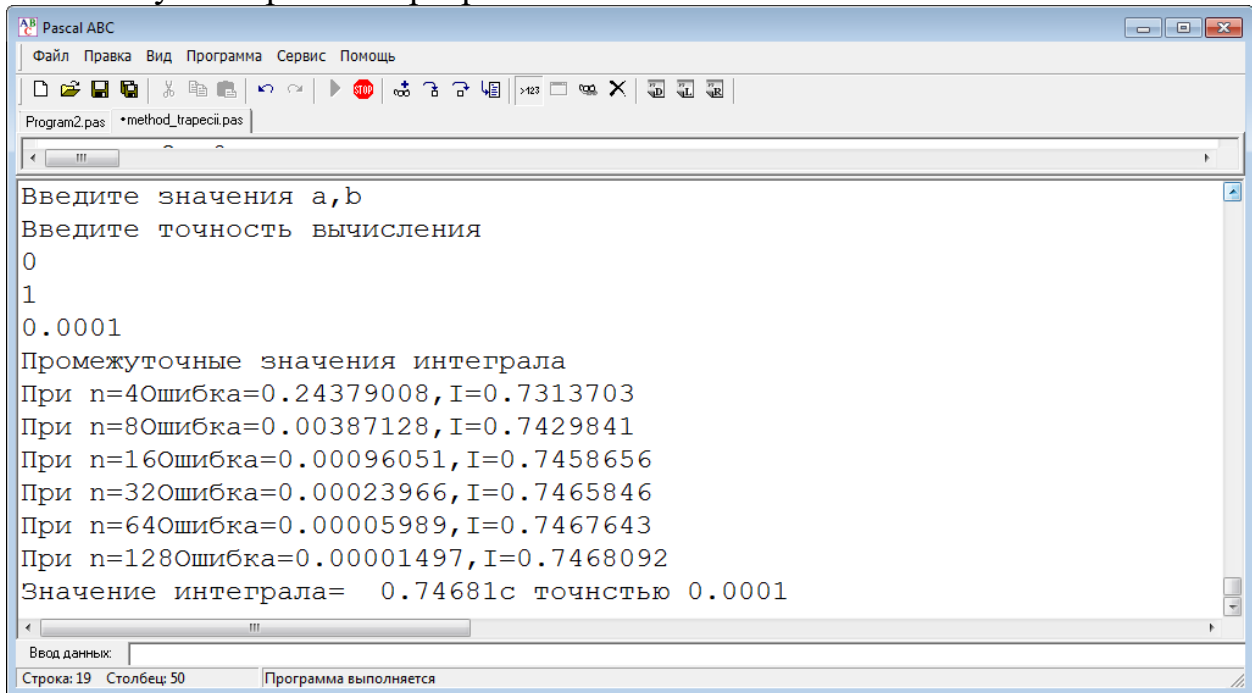 Pascal ABC
Файл Правка Вид Программа Сервис Помощь
Program2.pas •method_trapecii.pas
Введите значения a,b
Введите точность вычисления
0
1
0.0001
Промежуточные значения интеграла
При n=4Ошибка=0.24379008,I=0.7313703
При n=8Ошибка=0.00387128,I=0.7429841
При n=16Ошибка=0.00096051,I=0.7458656
При n=32Ошибка=0.00023966,I=0.7465846
При n=64Ошибка=0.00005989,I=0.7467643
При n=128Ошибка=0.00001497,I=0.7468092
Значение интеграла=  0.74681с точнстью 0.0001
Ввод данных:
Строка: 19 Столбец: 50 Программа выполняется